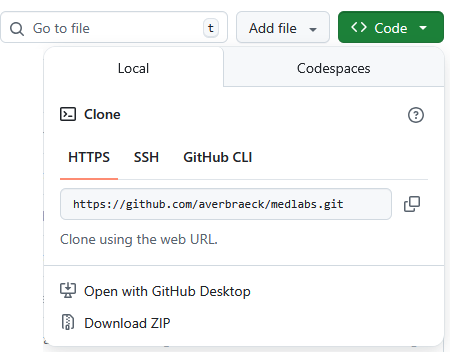 Go to file t Add file <> Code
Local Codespaces
Clone
HTTPS SSH GitHub CLI
https://github.com/averbraeck/medlabs.git
Clone using the web URL.
Open with GitHub Desktop
Download ZIP